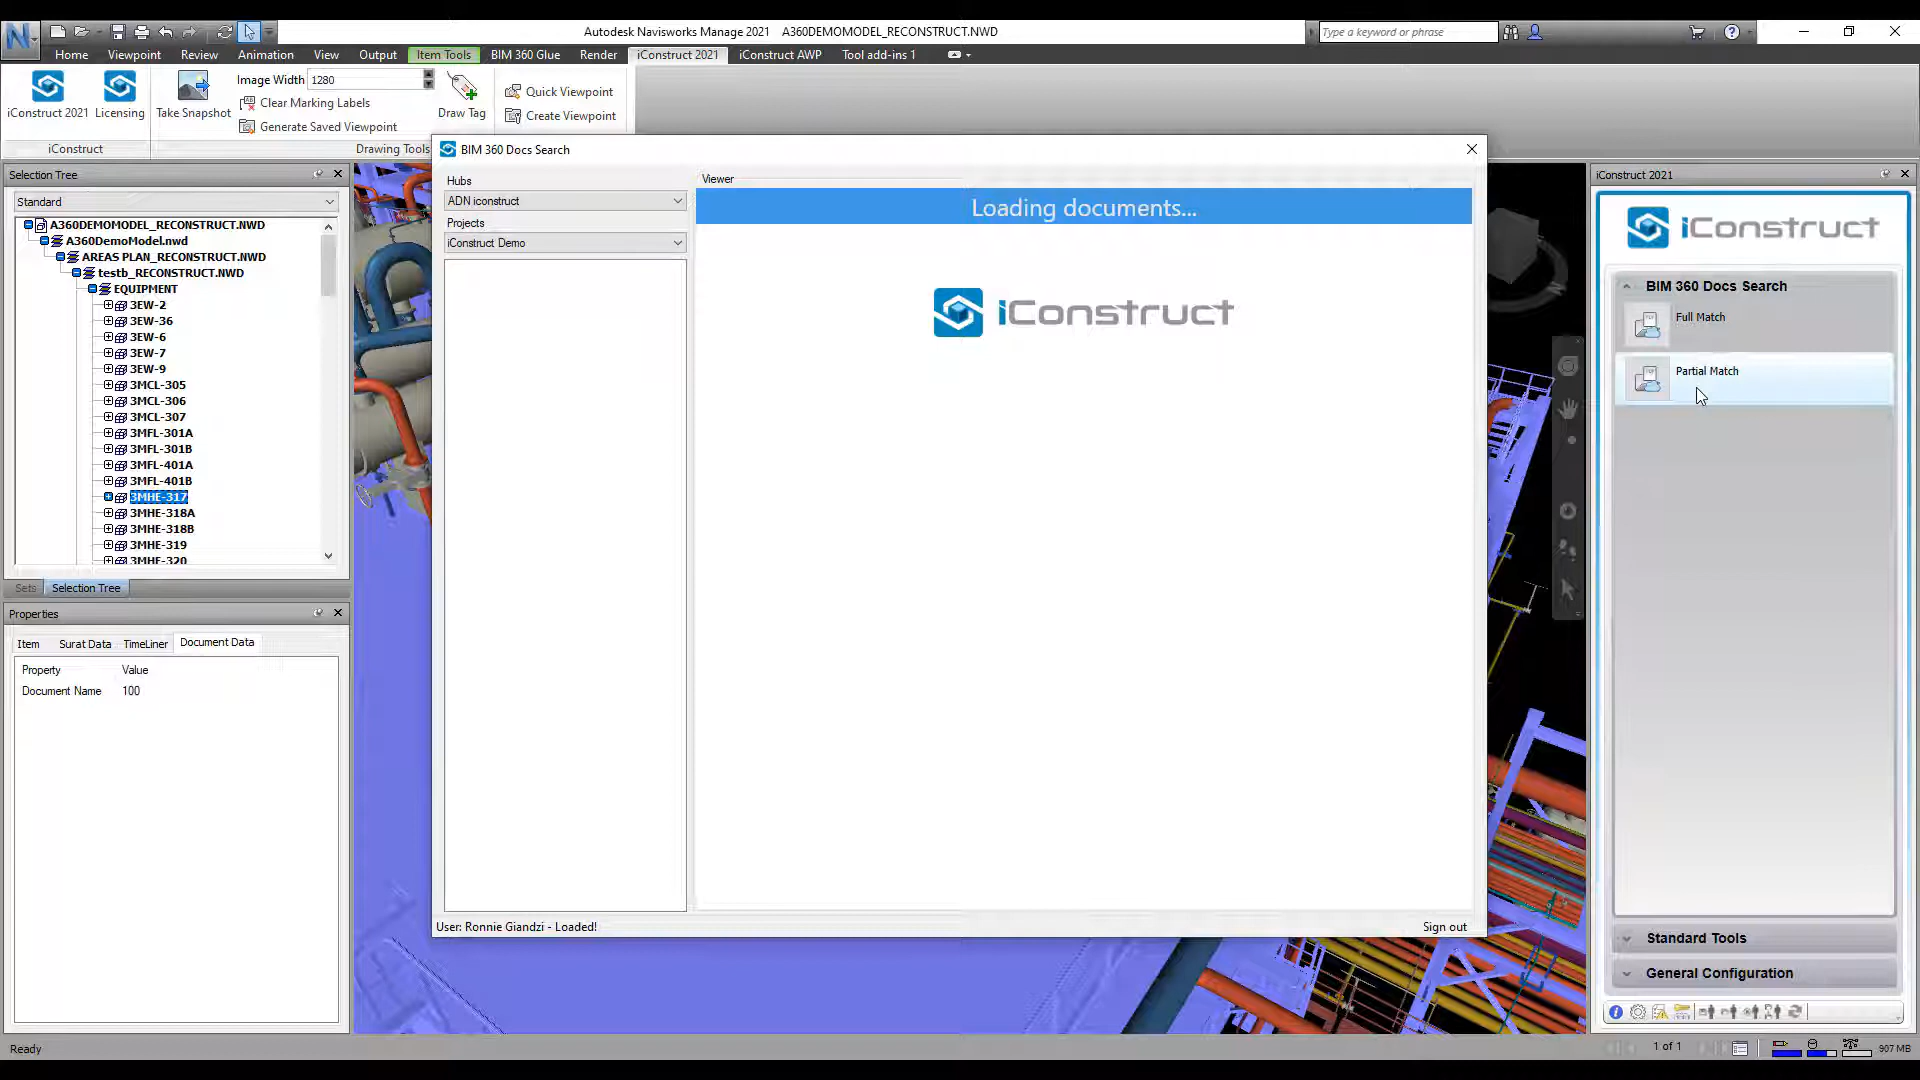 Autodesk Navisworks Manage 2021 A360DEMOMODEL_RECONSTRUCT.NWD
Type a keyword or phrase
Home Viewpoint Review Animation View Output Item Tools BIM 360 Glue Render iConstruct 2021 iConstruct AWP Tool add-ins 1
iConstruct 2021
Licensing
Take Snapshot
Image Width 1280
Clear Marking Labels
Generate Saved Viewpoint
Draw Tag
Quick Viewpoint
Create Viewpoint
iConstruct
Drawing Tools
Selection Tree
Standard
A360DEMOMODEL_RECONSTRUCT.NWD
A360DemoModel.nwd
AREAS PLAN_RECONSTRUCT.NWD
testb_RECONSTRUCT.NWD
EQUIPMENT
3EW-2
3EW-36
3EW-6
3EW-7
3EW-9
3MCL-305
3MCL-306
3MCL-307
3MFL-301A
3MFL-301B
3MFL-401A
3MFL-401B
3MHE-317
3MHE-318A
3MHE-318B
3MHE-319
3MHE-320
Sets Selection Tree
Properties
Item Surat Data TimeLiner Document Data
Property Value
Document Name 100
Ready
BIM 360 Docs Search
Hubs
ADN iconstruct
Projects
iConstruct Demo
Viewer
Loading documents...
iConstruct
User: Ronnie Giandzi - Loaded!
Sign out
iConstruct 2021
iConstruct
BIM 360 Docs Search
Full Match
Partial Match
Standard Tools
General Configuration
1 of 1
907 MB